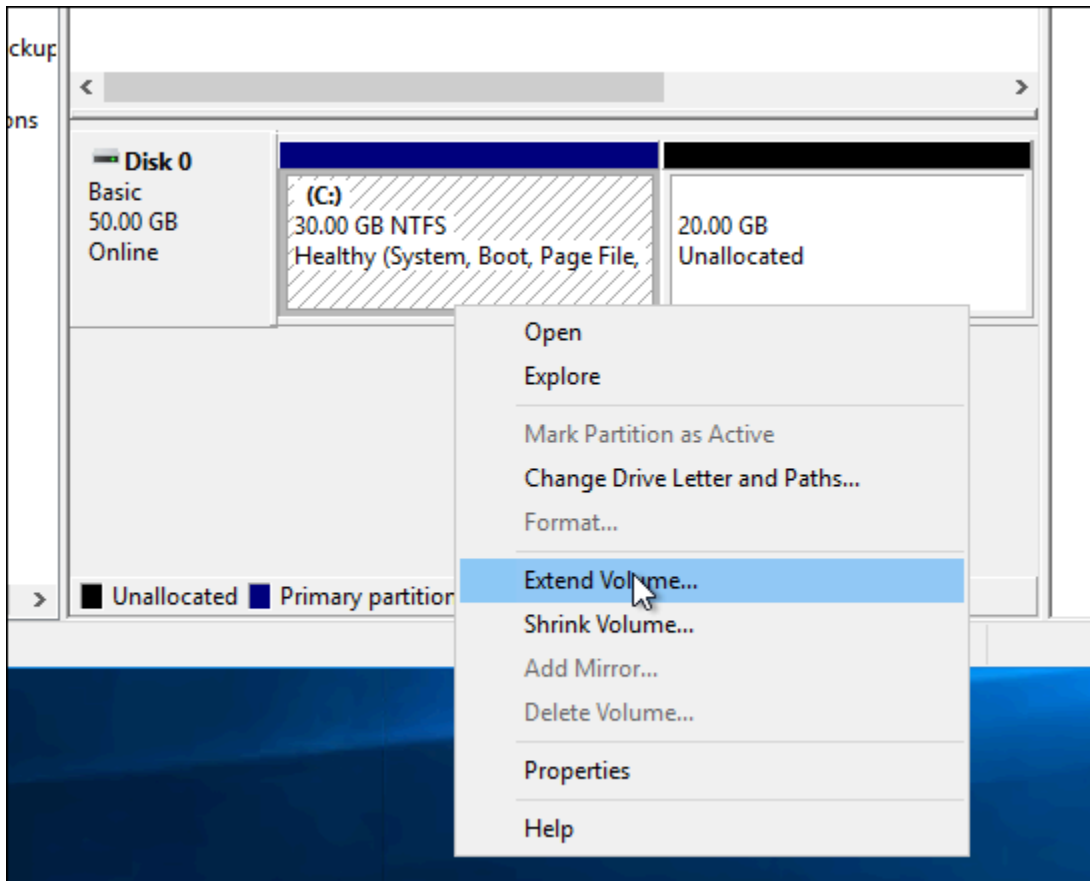 ckup
ons
Disk 0
Basic
50.00 GB
Online
(C:)
30.00 GB NTFS
Healthy (System, Boot, Page File,
20.00 GB
Unallocated
Open
Explore
Mark Partition as Active
Change Drive Letter and Paths...
Format...
Extend Volume...
Shrink Volume...
Add Mirror...
Delete Volume...
Properties
Help
Unallocated Primary partition